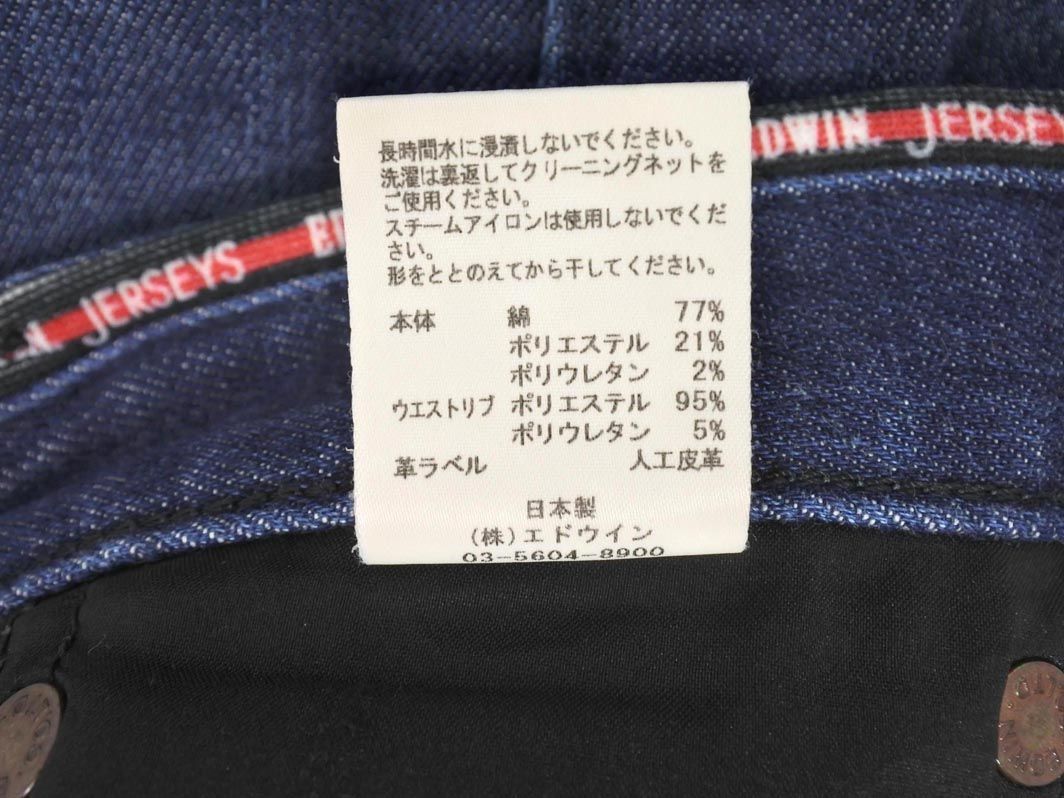 長時間水に浸漬しないでください。
洗濯は裏返してクリーニングネットを
ご使用ください。
スチームアイロンは使用しないでくだ
さい。
形をととのえてから干してください。
本体 綿 77%
ポリエステル 21%
ポリウレタン 2%
ウエストリブ ポリエステル 95%
ポリウレタン 5%
革ラベル 人工皮革
日本製
(株)エドウイン
03-5604-8900
JERSEYS
DWIN JERSEY